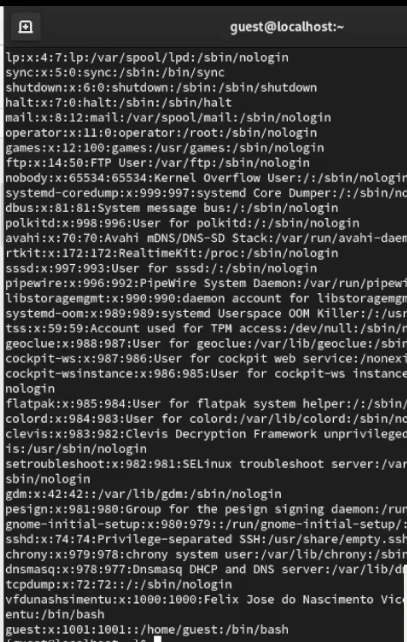 guest@localhost:~
lp:x:4:7:lp:/var/spool/lpd:/sbin/nologin
sync:x:5:0:sync:/sbin:/bin/sync
shutdown:x:6:0:shutdown:/sbin:/sbin/shutdown
halt:x:7:0:halt:/sbin:/sbin/halt
mail:x:8:12:mail:/var/spool/mail:/sbin/nologin
operator:x:11:0:operator:/root:/sbin/nologin
games:x:12:100:games:/usr/games:/sbin/nologin
ftp:x:14:50:FTP User:/var/ftp:/sbin/nologin
nobody:x:65534:65534:Kernel Overflow User:/:/sbin/nologin
systemd-coredump:x:999:997:systemd Core Dumper:/:/sbin/no
dbus:x:81:81:System message bus:/:/sbin/nologin
polkitd:x:998:996:User for polkitd:/:/sbin/nologin
avahi:x:70:70:Avahi mDNS/DNS-SD Stack:/var/run/avahi-daem
rtkit:x:172:172:RealtimeKit:/proc:/sbin/nologin
sssd:x:997:993:User for sssd:/:/sbin/nologin
pipewire:x:996:992:PipeWire System Daemon:/var/run/pipewi
libstoragemgmt:x:990:990:daemon account for libstoragemgm
systemd-oom:x:989:989:systemd Userspace OOM Killer:/:/usr
tss:x:59:59:Account used for TPM access:/dev/null:/sbin/n
geoclue:x:988:987:User for geoclue:/var/lib/geoclue:/sbin
cockpit-ws:x:987:986:User for cockpit web service:/nonexi
cockpit-wsinstance:x:986:985:User for cockpit-ws instance
nologin
flatpak:x:985:984:User for flatpak system helper:/:/sbin/
colord:x:984:983:User for colord:/var/lib/colord:/sbin/no
clevis:x:983:982:Clevis Decryption Framework unprivileged
is:/usr/sbin/nologin
setroubleshoot:x:982:981:SELinux troubleshoot server:/var
sbin/nologin
gdm:x:42:42::/var/lib/gdm:/sbin/nologin
pesign:x:981:980:Group for the pesign signing daemon:/run
gnome-initial-setup:x:980:979::/run/gnome-initial-setup/:
sshd:x:74:74:Privilege-separated SSH:/usr/share/empty.ssh
chrony:x:979:978:chrony system user:/var/lib/chrony:/sbin
dnsmasq:x:978:977:Dnsmasq DHCP and DNS server:/var/lib/d
tcpdump:x:72:72::/:/sbin/nologin
vfdunashsimentu:x:1000:1000:Felix Jose do Nascimento Vice
entu:/bin/bash
guest:x:1001:1001::/home/guest:/bin/bash